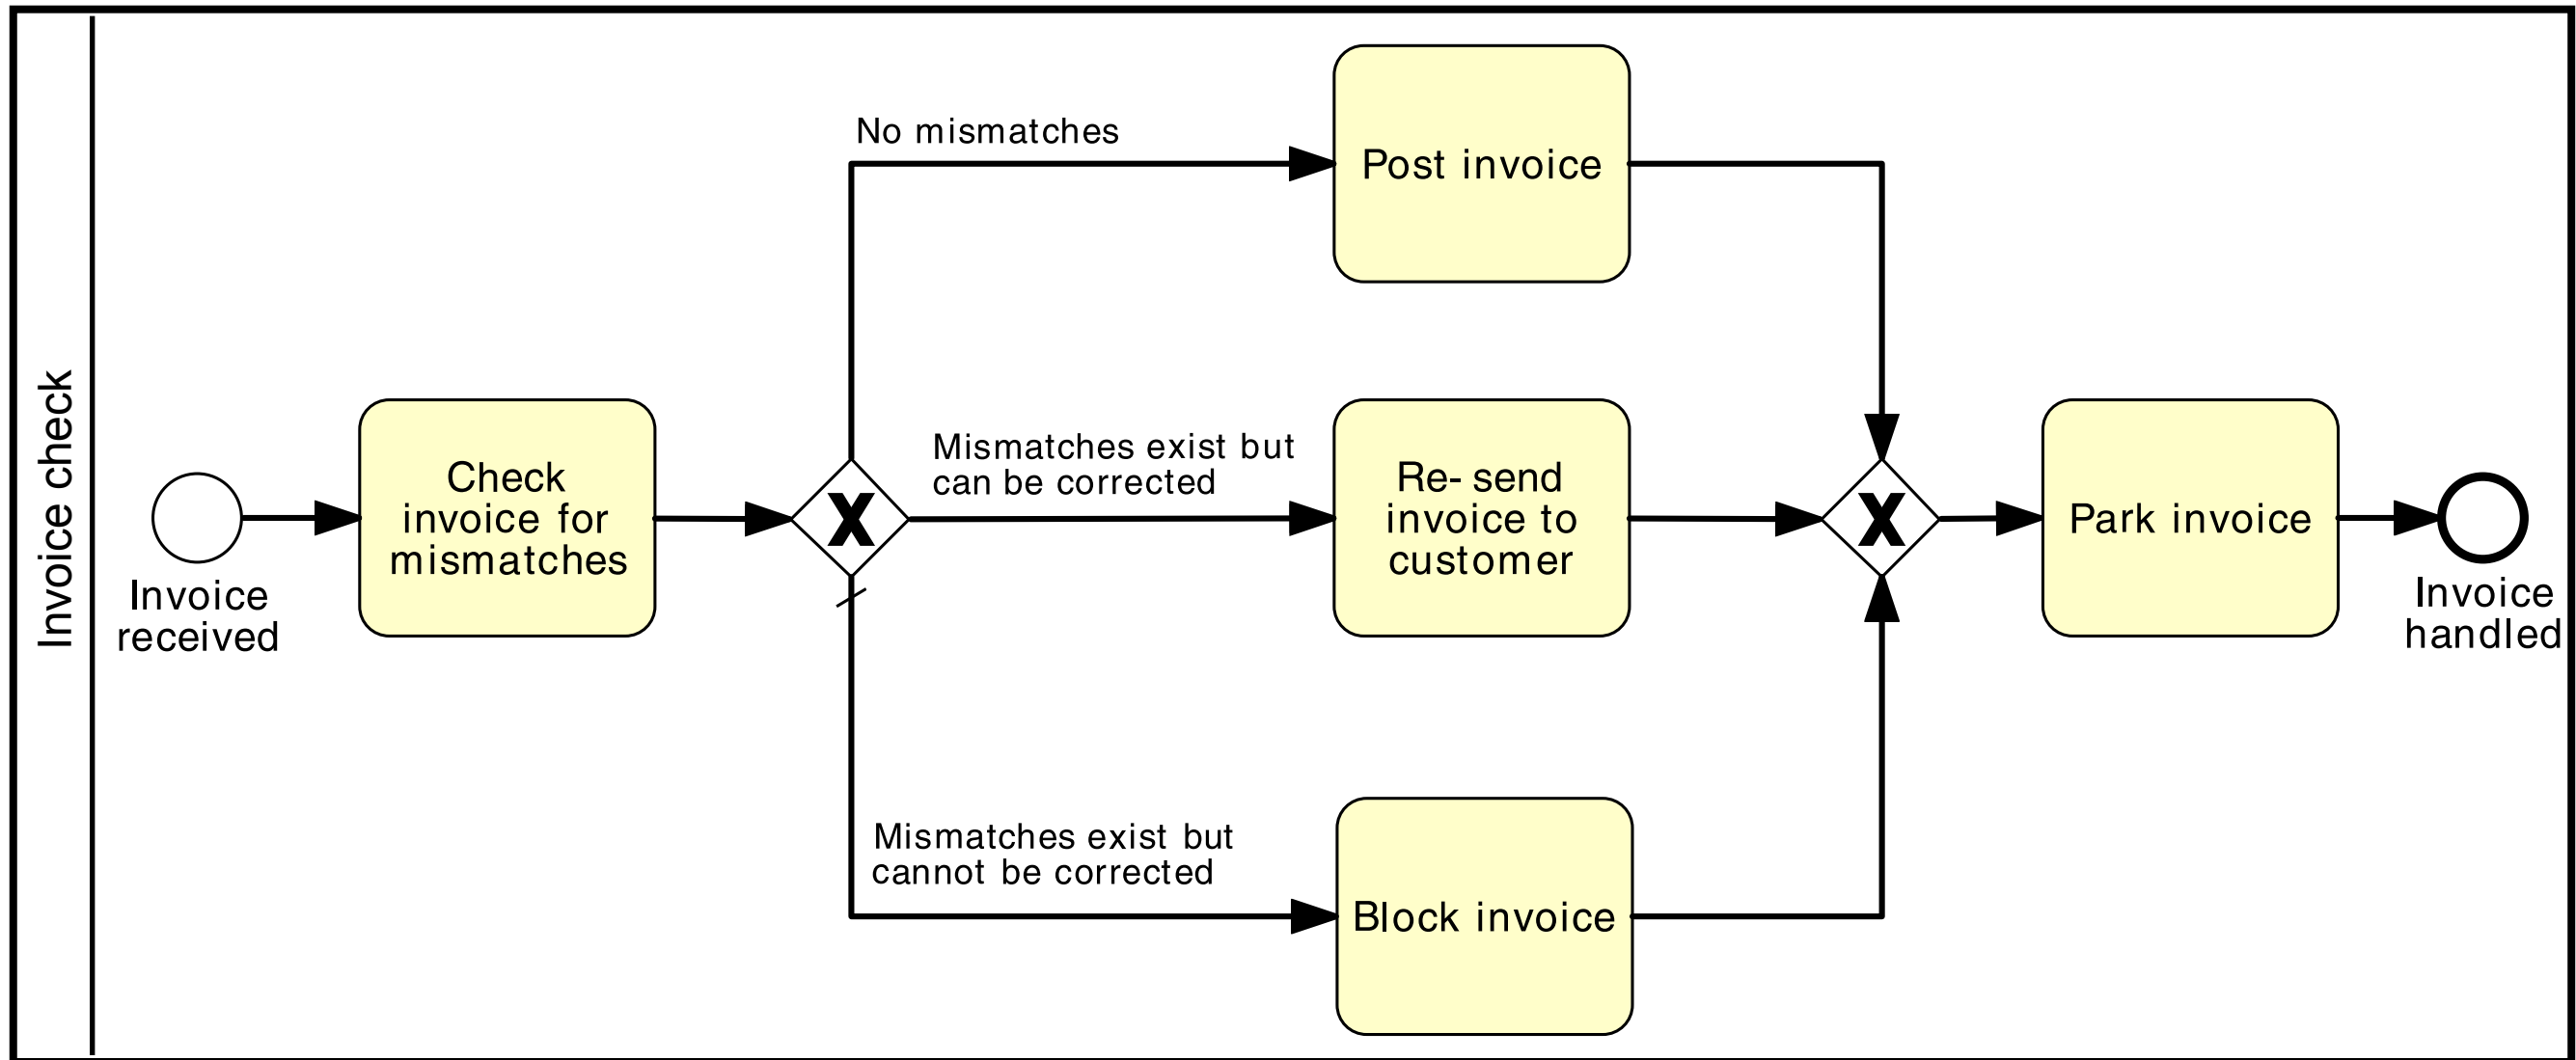 Invoice check
Invoice
received
Check
invoice for
mismatches
X
No mismatches
Mismatches exist but
can be corrected
Mismatches exist but
cannot be corrected
Post invoice
Re- send
invoice to
customer
Block invoice
X
Park invoice
Invoice
handled